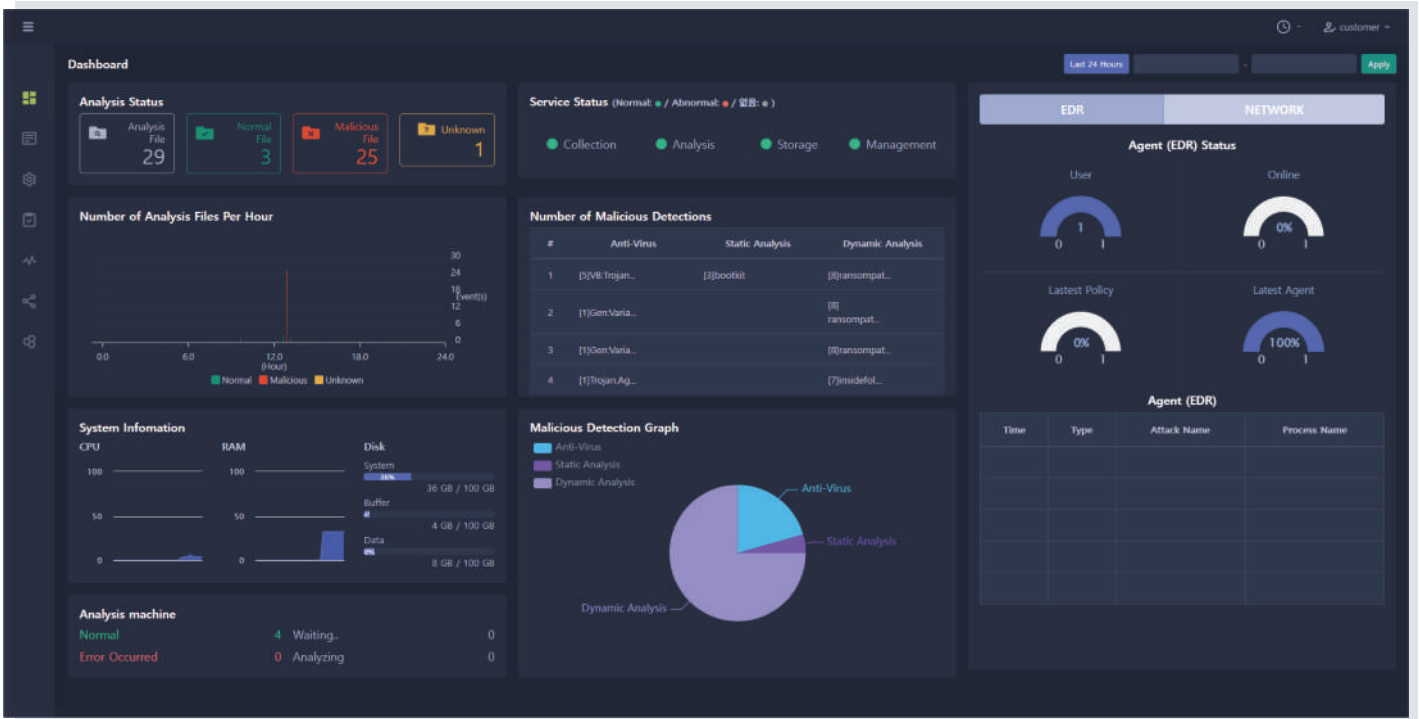 customer
Dashboard
Last 24 Hours
-
Apply
Analysis Status
Analysis
File
29
Normal
File
3
Malicious
File
25
Unknown
1
Service Status (Normal: ● / Abnormal: ● / 없음: ● )
Collection
Analysis
Storage
Management
EDR
NETWORK
Agent (EDR) Status
User
1
0 1
Online
0%
0 1
Lastest Policy
0%
0 1
Latest Agent
100%
0 1
Number of Analysis Files Per Hour
30
24
18
Event(s)
12
6
0
0.0 6.0 12.0 18.0 24.0
(Hour)
Normal Malicious Unknown
Number of Malicious Detections
# Anti-Virus Static Analysis Dynamic Analysis
1 [5]VB:Trojan... [3]bootkit [8]ransompat...
2 [1]Gen:Varia... [8]
ransompat...
3 [1]Gen:Varia... [8]ransompat...
4 [1]Trojan.Ag... [7]insidefol...
System Infomation
CPU
100
50
0
RAM
100
50
0
Disk
System
36%
36 GB / 100 GB
Buffer
4 GB / 100 GB
Data
8 GB / 100 GB
Malicious Detection Graph
Anti-Virus
Static Analysis
Dynamic Analysis
Anti-Virus
Static Analysis
Dynamic Analysis
Agent (EDR)
Time Type Attack Name Process Name
Analysis machine
Normal 4 Waiting.. 0
Error Occurred 0 Analyzing 0